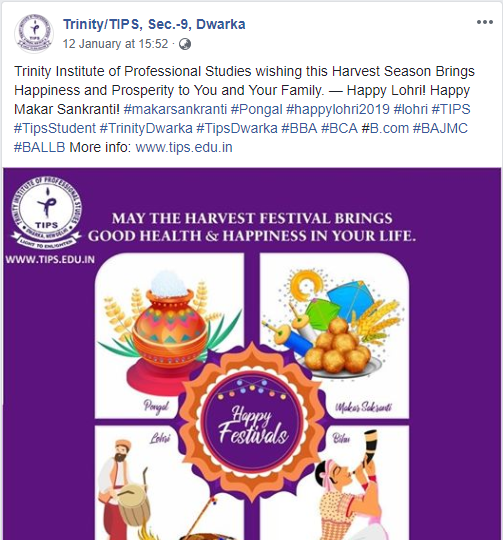 Trinity/TIPS, Sec.-9, Dwarka
12 January at 15:52 ·
Trinity Institute of Professional Studies wishing this Harvest Season Brings
Happiness and Prosperity to You and Your Family. — Happy Lohri! Happy
Makar Sankranti! #makarsankranti #Pongal #happylohri2019 #lohri #TIPS
#TipsStudent #TrinityDwarka #TipsDwarka #BBA #BCA #B.com #BAJMC
#BALLB More info: www.tips.edu.in
TRINITY INSTITUTE OF PROFESSIONAL STUDIES
TIPS
DWARKA, NEW DELHI
LIGHT TO ENLIGHTEN
WWW.TIPS.EDU.IN
MAY THE HARVEST FESTIVAL BRINGS
GOOD HEALTH & HAPPINESS IN YOUR LIFE.
Pongal
Makar Sakranti
Happy
Festivals
Lohri
Bihu